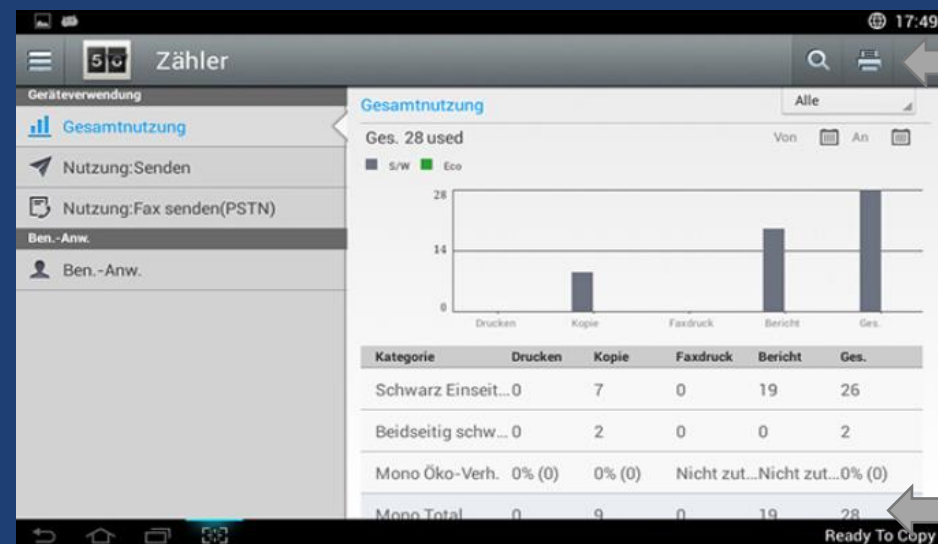 17:49
50 Zähler
Geräteverwendung
Gesamtnutzung
Nutzung:Senden
Nutzung:Fax senden(PSTN)
Ben.-Anw.
Ben.-Anw.
Gesamtnutzung Alle
Ges. 28 used Von An
S/W Eco
28
14
0
Drucken Kopie Faxdruck Bericht Ges.
Kategorie Drucken Kopie Faxdruck Bericht Ges.
Schwarz Einseit... 0 7 0 19 26
Beidseitig schw... 0 2 0 0 2
Mono Öko-Verh. 0% (0) 0% (0) Nicht zut... Nicht zut... 0% (0)
Mono Total 0 9 0 19 28
Ready To Copy